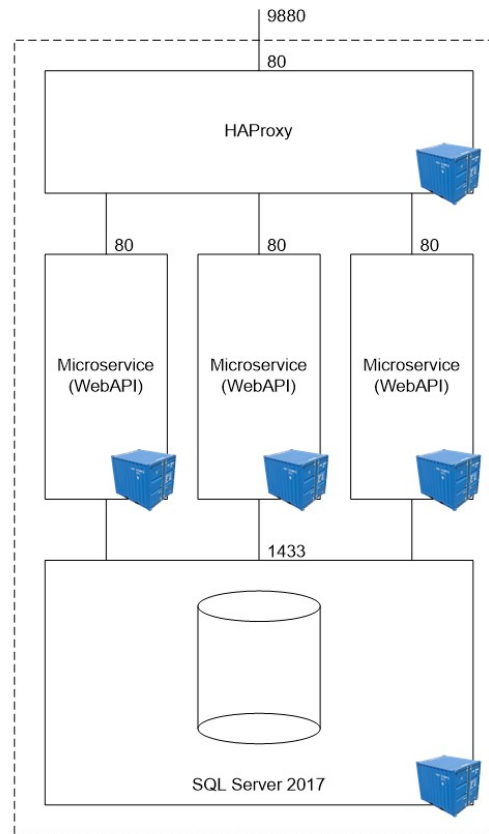 9880
80
HAProxy
80
80
80
Microservice
(WebAPI)
Microservice
(WebAPI)
Microservice
(WebAPI)
1433
SQL Server 2017